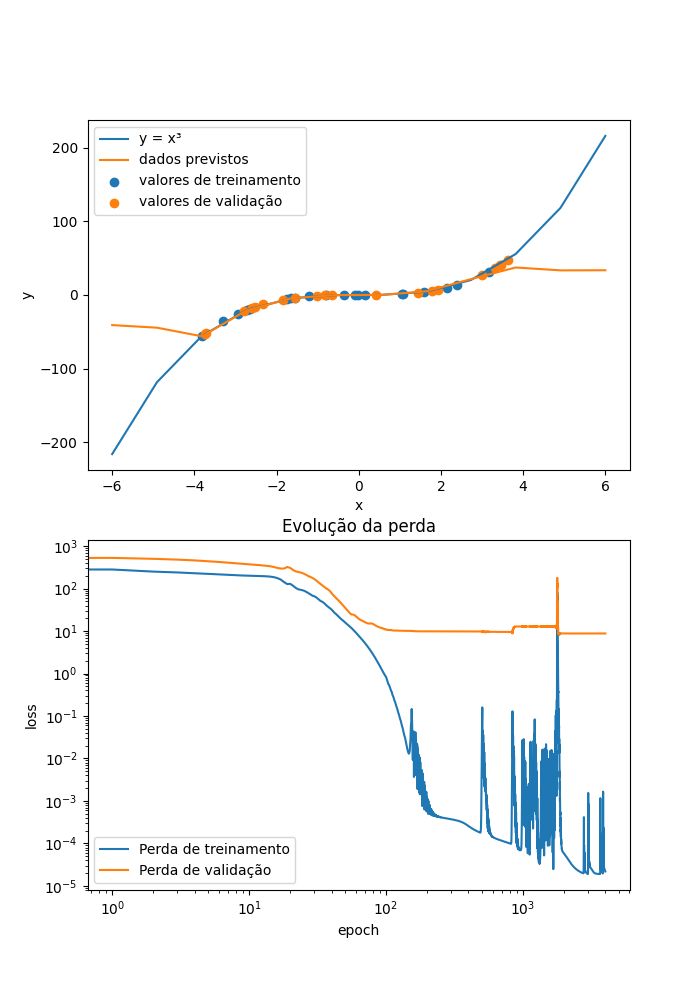 y = x³
dados previstos
valores de treinamento
valores de validação
200
100
0
−100
−200
y
−6
−4
−2
0
2
4
6
x
Evolução da perda
10³
10²
10¹
10⁰
10⁻¹
10⁻²
10⁻³
10⁻⁴
10⁻⁵
loss
Perda de treinamento
Perda de validação
10⁰
10¹
10²
10³
epoch